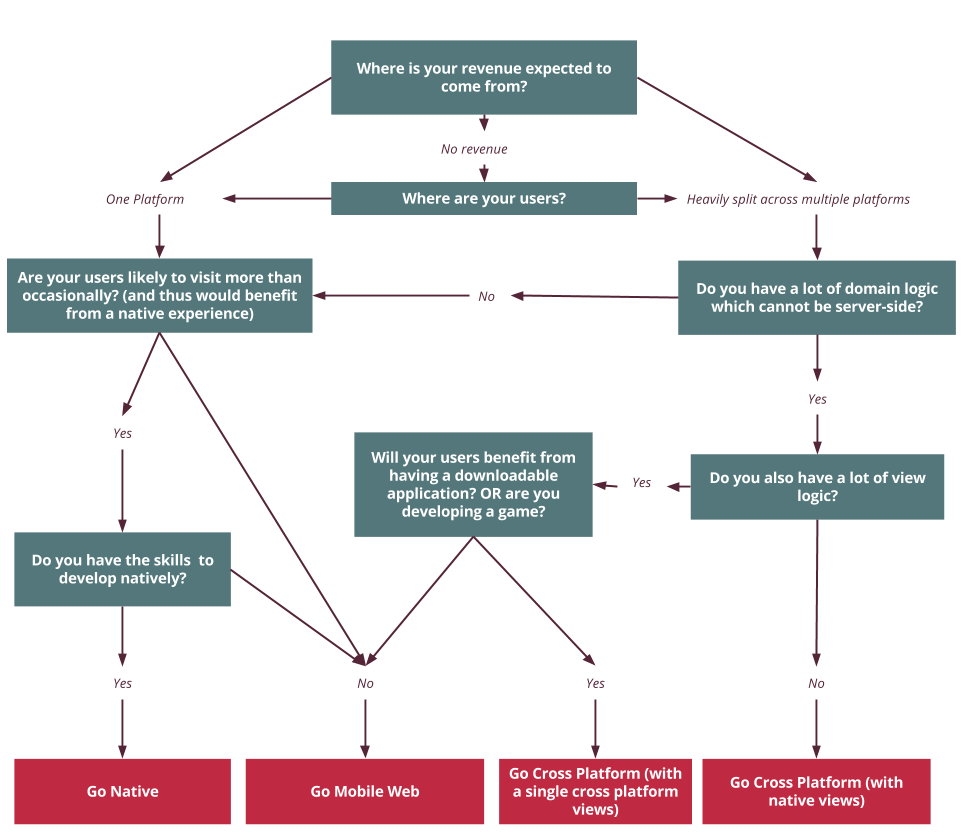 Where is your revenue expected to
come from?
No revenue
One Platform
Where are your users?
Heavily split across multiple platforms
Are your users likely to visit more than
occasionally? (and thus would benefit
from a native experience)
No
Do you have a lot of domain logic
which cannot be server-side?
Yes
Yes
Will your users benefit from
having a downloadable
application? OR are you
developing a game?
Yes
Do you also have a lot of view
logic?
Do you have the skills to
develop natively?
Yes
No
Yes
No
Go Native
Go Mobile Web
Go Cross Platform (with
a single cross platform
views)
Go Cross Platform (with
native views)